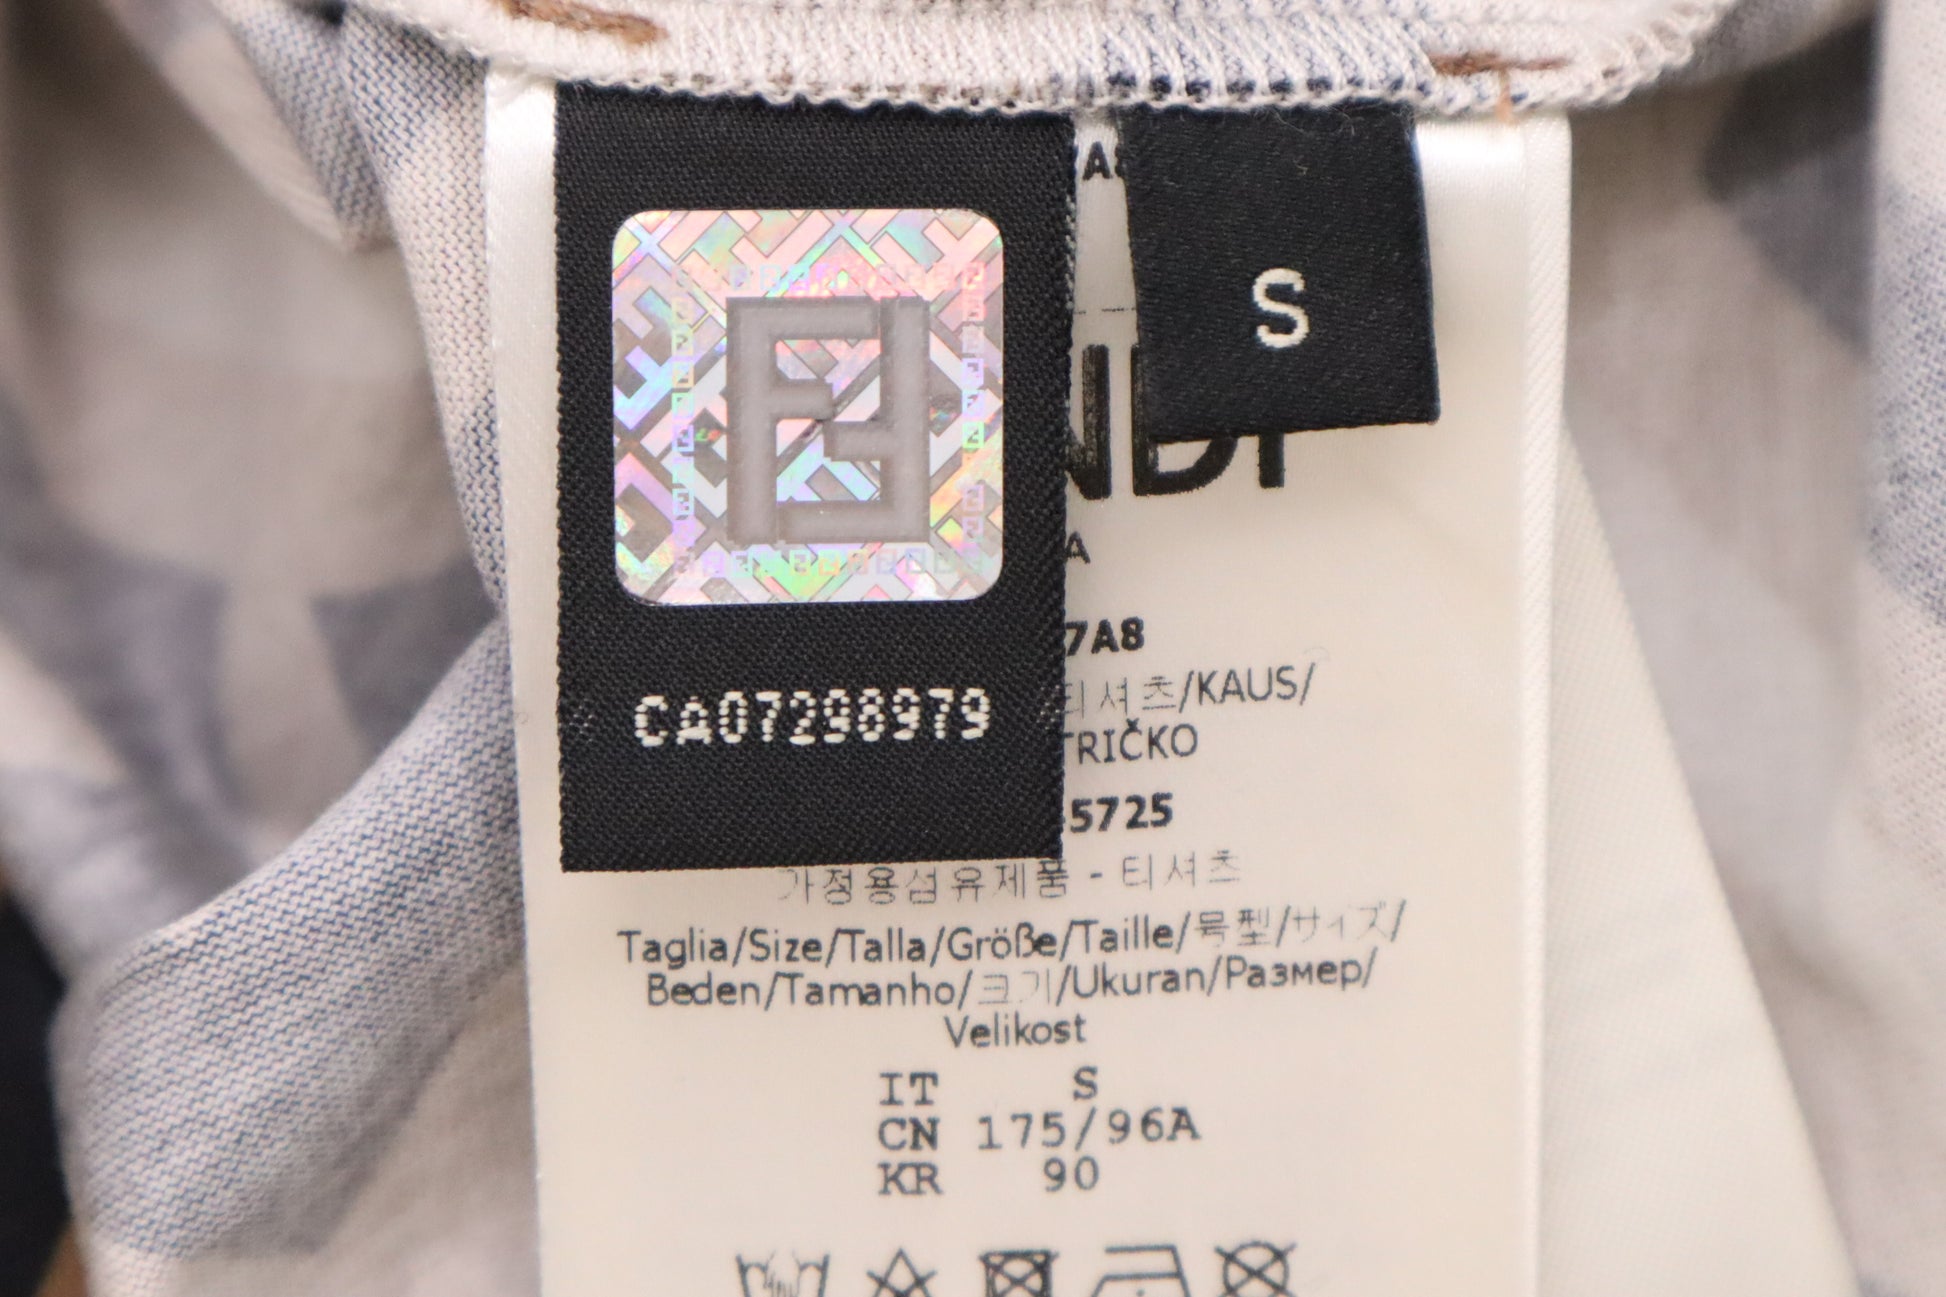 S
CA07298979
7A8
티셔츠/KAUS/
TRIČKO
5725
가정용섬유제품 - 티셔츠
Taglia/Size/Talla/Größe/Taille/号型/サイズ/
Beden/Tamanho/크기/Ukuran/Размер/
Velikost
IT S
CN 175/96A
KR 90